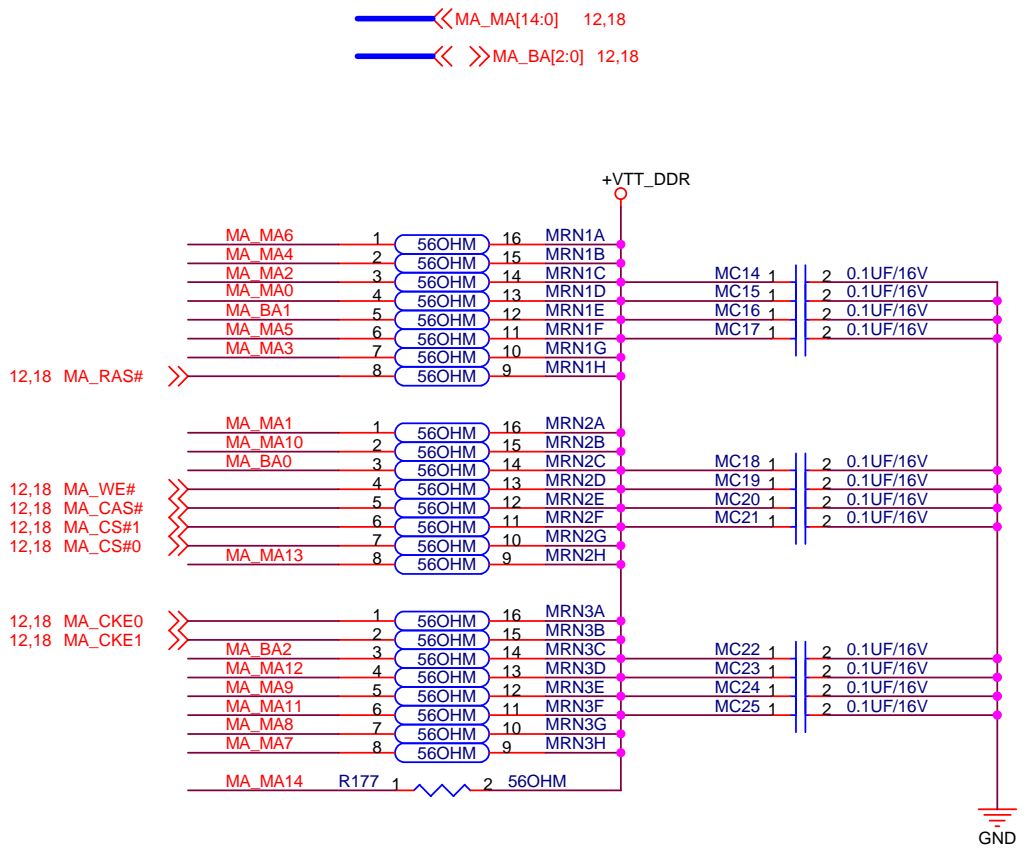 MA_MA[14:0] 12,18
MA_BA[2:0] 12,18
+VTT_DDR
MA_MA6 1 56OHM 16 MRN1A
MA_MA4 2 56OHM 15 MRN1B
MA_MA2 3 56OHM 14 MRN1C MC14 1 2 0.1UF/16V
MA_MA0 4 56OHM 13 MRN1D MC15 1 2 0.1UF/16V
MA_BA1 5 56OHM 12 MRN1E MC16 1 2 0.1UF/16V
MA_MA5 6 56OHM 11 MRN1F MC17 1 2 0.1UF/16V
MA_MA3 7 56OHM 10 MRN1G
12,18 MA_RAS# 8 56OHM 9 MRN1H
MA_MA1 1 56OHM 16 MRN2A
MA_MA10 2 56OHM 15 MRN2B
MA_BA0 3 56OHM 14 MRN2C MC18 1 2 0.1UF/16V
12,18 MA_WE# 4 56OHM 13 MRN2D MC19 1 2 0.1UF/16V
12,18 MA_CAS# 5 56OHM 12 MRN2E MC20 1 2 0.1UF/16V
12,18 MA_CS#1 6 56OHM 11 MRN2F MC21 1 2 0.1UF/16V
12,18 MA_CS#0 7 56OHM 10 MRN2G
MA_MA13 8 56OHM 9 MRN2H
12,18 MA_CKE0 1 56OHM 16 MRN3A
12,18 MA_CKE1 2 56OHM 15 MRN3B
MA_BA2 3 56OHM 14 MRN3C MC22 1 2 0.1UF/16V
MA_MA12 4 56OHM 13 MRN3D MC23 1 2 0.1UF/16V
MA_MA9 5 56OHM 12 MRN3E MC24 1 2 0.1UF/16V
MA_MA11 6 56OHM 11 MRN3F MC25 1 2 0.1UF/16V
MA_MA8 7 56OHM 10 MRN3G
MA_MA7 8 56OHM 9 MRN3H
MA_MA14 R177 1 2 56OHM
GND